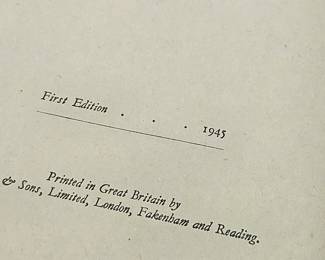 First Edition . . . 1945
Printed in Great Britain by
& Sons, Limited, London, Fakenham and Reading.